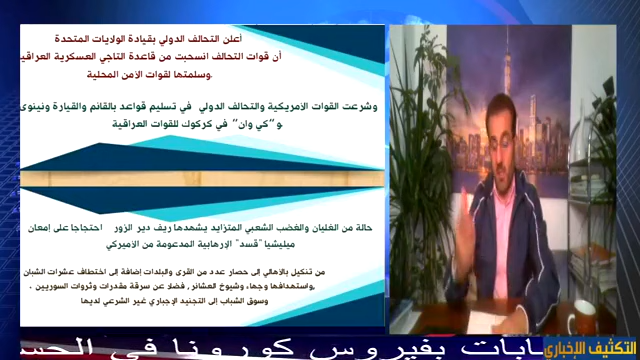 أعلن التحالف الدولي بقيادة الولايات المتحدة
أن قوات التحالف انسحبت من قاعدة التاجي العسكرية العراقية
وسلمتها لقوات الأمن المحلية.
وشرعت القوات الأمريكية والتحالف الدولي في تسليم قواعد بالقائم والقيارة ونينوى
و "كي وان" في كركوك للقوات العراقية.
حالة من الغليان والغضب الشعبي المتزايد يشهدها ريف دير الزور احتجاجا على إمعان
ميليشيا "قسد" الإرهابية المدعومة من الأميركي
من تنكيل بالأهالي إلى حصار عدد من القرى والبلدات إضافة إلى اختطاف عشرات الشبان
واستهدافها وجهاء وشيوخ العشائر، فضلا عن سرقة مقدرات وثروات السوريين .
وسوق الشباب إلى التجنيد الإجباري غير الشرعي لديها
ـابات بفيروس كورونا في الحسـ
التكثيف الإخباري